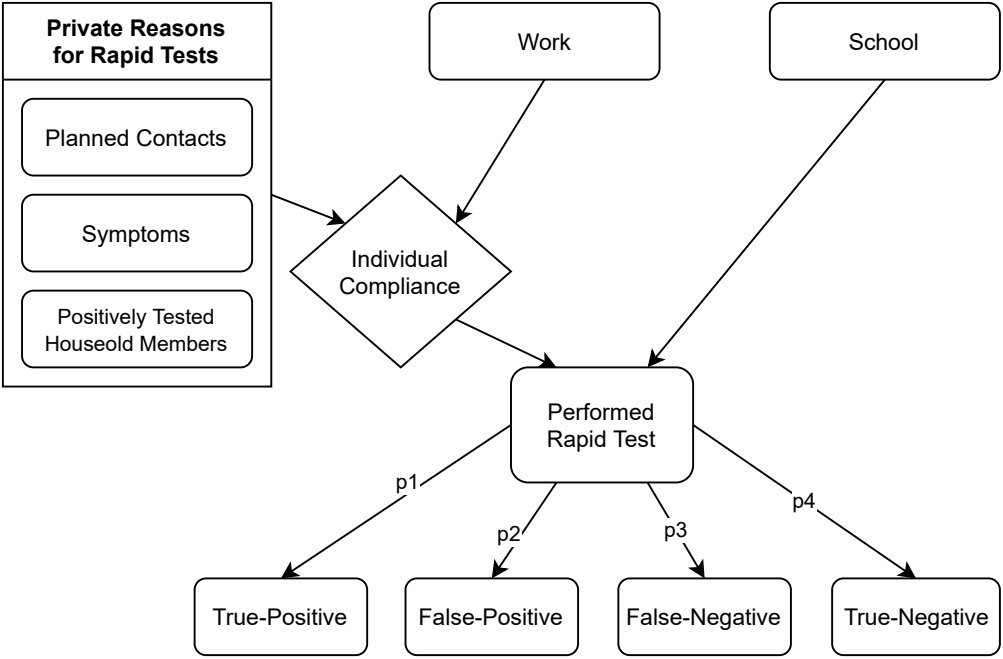 Private Reasons
for Rapid Tests
Work
School
Planned Contacts
Symptoms
Positively Tested
Houseold Members
Individual
Compliance
Performed
Rapid Test
p1
p2
p3
p4
True-Positive
False-Positive
False-Negative
True-Negative